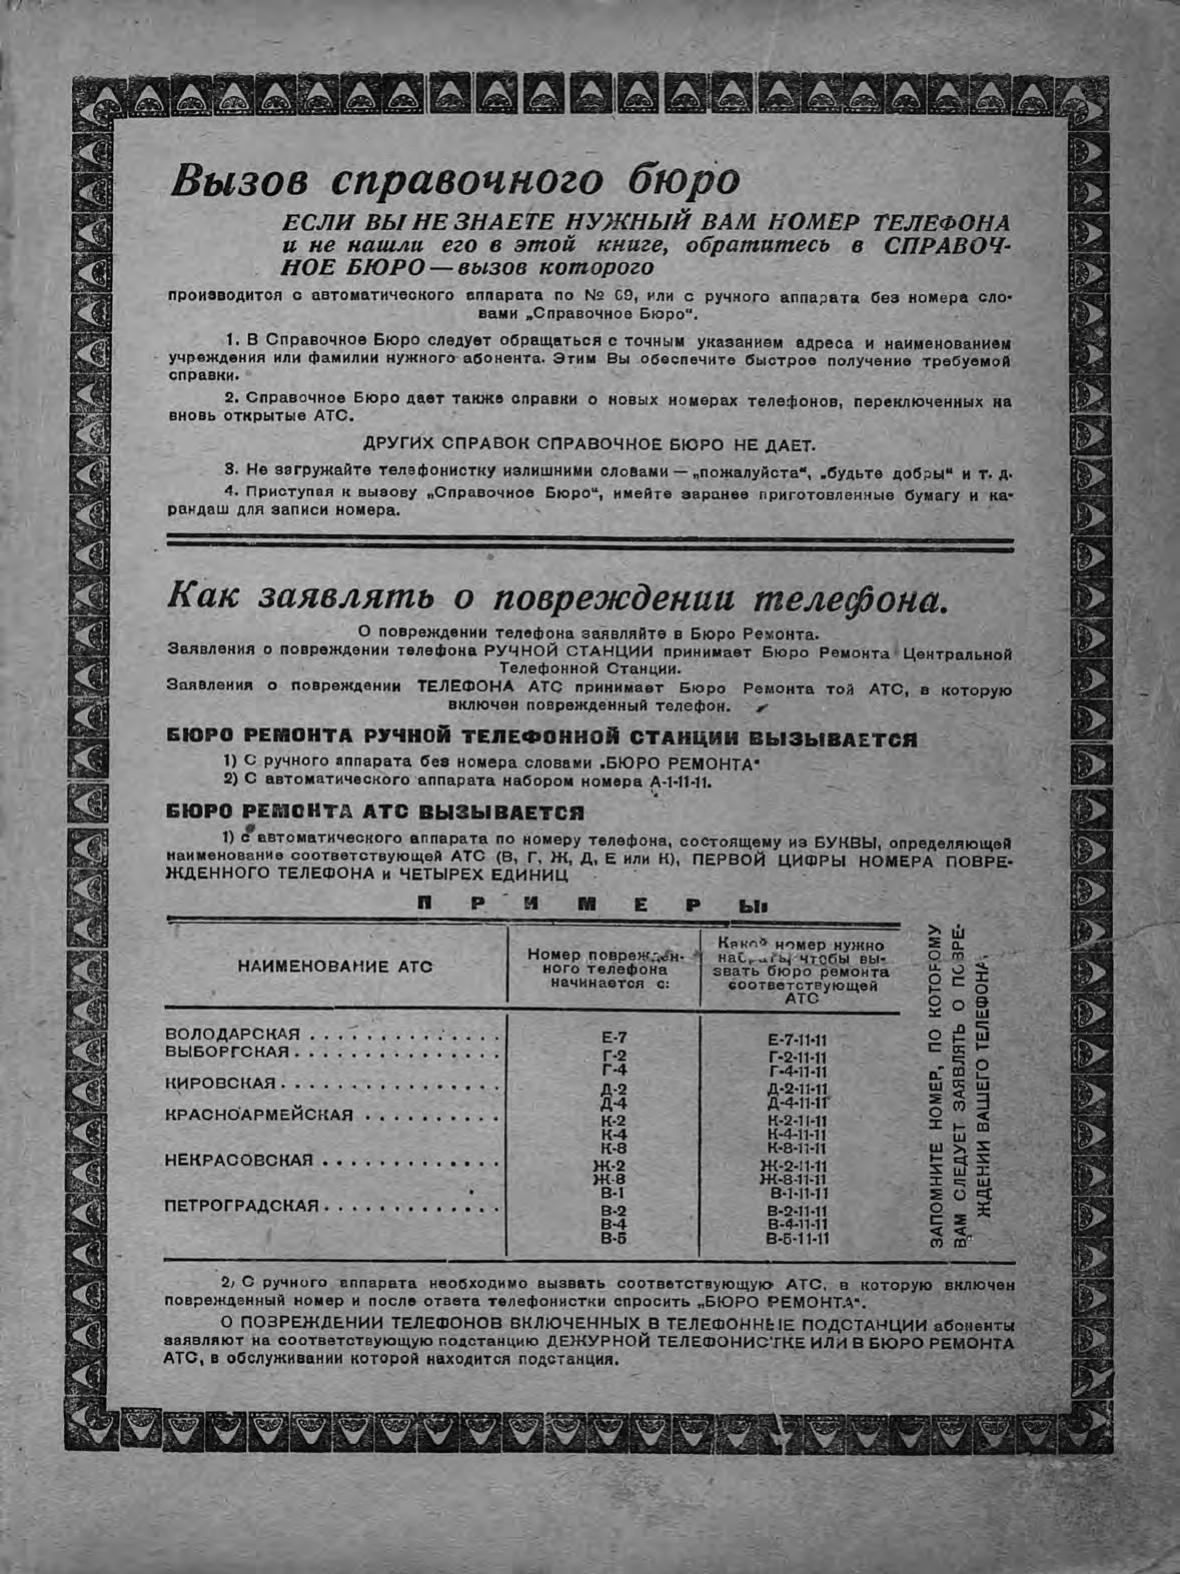 Вызов справочного бюро
ЕСЛИ ВЫ НЕ ЗНАЕТЕ НУЖНЫЙ ВАМ НОМЕР ТЕЛЕФОНА
и не нашли его в этой книге, обратитесь в СПРАВОЧ-
НОЕ БЮРО — вызов которого
производится с автоматического аппарата по № 09, или с ручного аппарата без номера сло-
вами „Справочное Бюро“.
1. В Справочное Бюро следует обращаться с точным указанием адреса и наименованием
учреждения или фамилии нужного абонента. Этим Вы обеспечите быстрое получение требуемой
справки.
2. Справочное Бюро дает также справки о новых номерах телефонов, переключенных на
вновь открытые АТС.
ДРУГИХ СПРАВОК СПРАВОЧНОЕ БЮРО НЕ ДАЕТ.
3. Не загружайте телефонистку излишними словами — „пожалуйста“, „будьте добры“ и т. д.
4. Приступая к вызову „Справочное Бюро“, имейте заранее приготовленные бумагу и ка-
рандаш для записи номера.
Как заявлять о повреждении телефона.
О повреждении телефона заявляйте в Бюро Ремонта.
Заявления о повреждении телефона РУЧНОЙ СТАНЦИИ принимает Бюро Ремонта Центральной
Телефонной Станции.
Заявления о повреждении ТЕЛЕФОНА АТС принимает Бюро Ремонта той АТС, в которую
включен поврежденный телефон.
БЮРО РЕМОНТА РУЧНОЙ ТЕЛЕФОННОЙ СТАНЦИИ ВЫЗЫВАЕТСЯ
1) С ручного аппарата без номера словами „БЮРО РЕМОНТА“
2) С автоматического аппарата набором номера А-1-11-11.
БЮРО РЕМОНТА АТС ВЫЗЫВАЕТСЯ
1) с автоматического аппарата по номеру телефона, состоящему из БУКВЫ, определяющей
наименование соответствующей АТС (В, Г, Ж, Д, Е или К), ПЕРВОЙ ЦИФРЫ НОМЕРА ПОВРЕ-
ЖДЕННОГО ТЕЛЕФОНА и ЧЕТЫРЕХ ЕДИНИЦ
ПРИМЕРЫ:
НАИМЕНОВАНИЕ АТС
Номер поврежден-
ного телефона
начинается с:
Какой номер нужно
набрать, чтобы вы-
звать бюро ремонта
соответствующей
АТС
ВОЛОДАРСКАЯ . . . . . . . . . . . . . . Е-7 Е-7-11-11
ВЫБОРГСКАЯ . . . . . . . . . . . . . . . Г-2 Г-2-11-11
Г-4 Г-4-11-11
КИРОВСКАЯ . . . . . . . . . . . . . . . . Д-2 Д-2-11-11
Д-4 Д-4-11-11
КРАСНОАРМЕЙСКАЯ . . . . . . . . . . К-2 К-2-11-11
К-4 К-4-11-11
К-8 К-8-11-11
НЕКРАСОВСКАЯ . . . . . . . . . . . . . Ж-2 Ж-2-11-11
Ж-8 Ж-8-11-11
В-1 В-1-11-11
ПЕТРОГРАДСКАЯ . . . . . . . . . . . . . В-2 В-2-11-11
В-4 В-4-11-11
В-5 В-5-11-11
ЗАПОМНИТЕ НОМЕР, ПО КОТОРОМУ
ВАМ СЛЕДУЕТ ЗАЯВЛЯТЬ О ПОВРЕ-
ЖДЕНИИ ВАШЕГО ТЕЛЕФОНА.
2) С ручного аппарата необходимо вызвать соответствующую АТС, в которую включен
поврежденный номер и после ответа телефонистки спросить „БЮРО РЕМОНТА“.
О ПОВРЕЖДЕНИИ ТЕЛЕФОНОВ ВКЛЮЧЕННЫХ В ТЕЛЕФОННЫЕ ПОДСТАНЦИИ абоненты
заявляют на соответствующую подстанцию ДЕЖУРНОЙ ТЕЛЕФОНИСТКЕ ИЛИ В БЮРО РЕМОНТА
АТС, в обслуживании которой находится подстанция.